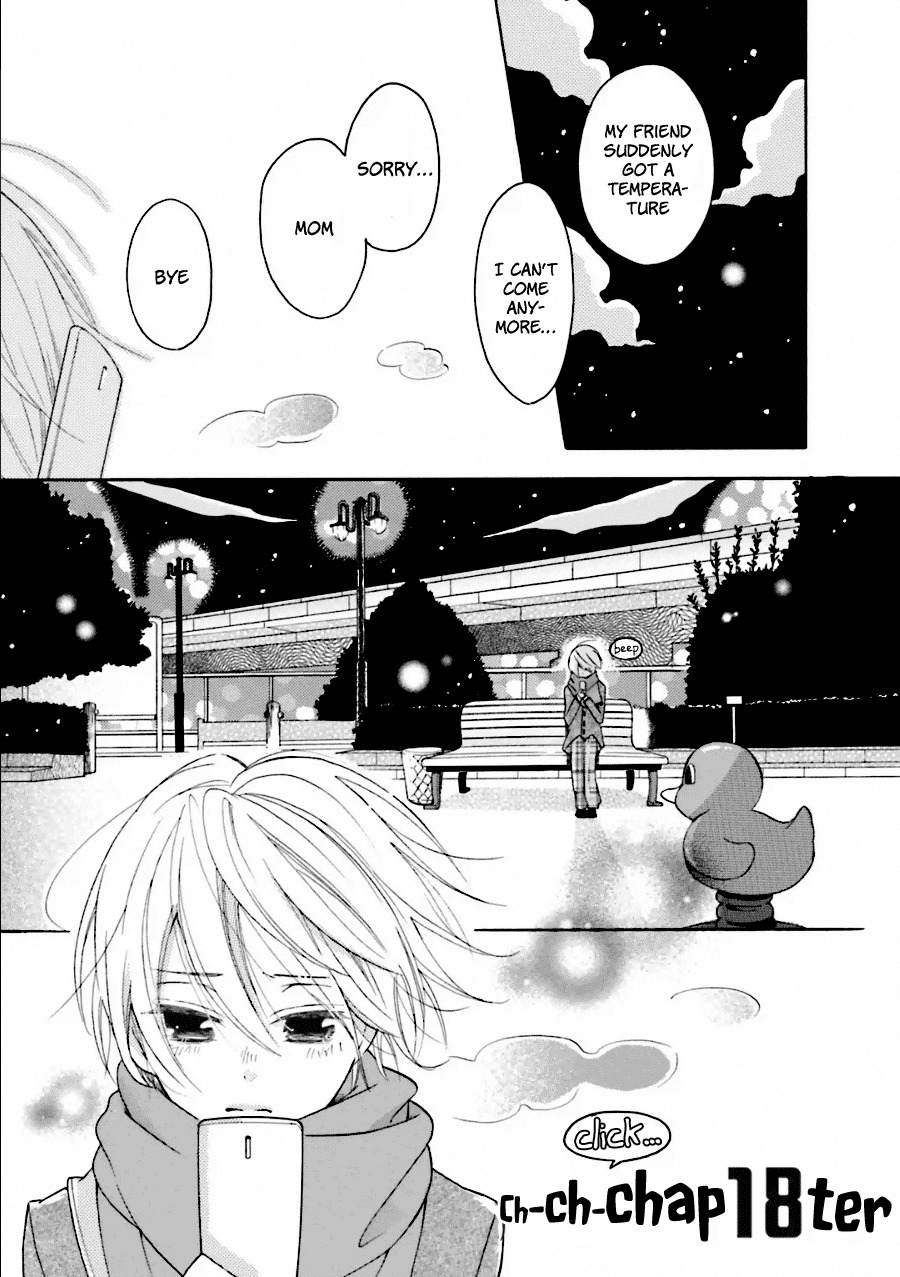 MY FRIEND
SUDDENLY
GOT A
TEMPERA-
TURE
I CAN'T
COME
ANY-
MORE...
SORRY...
MOM
BYE
beep
click...
Ch-ch-chap18ter